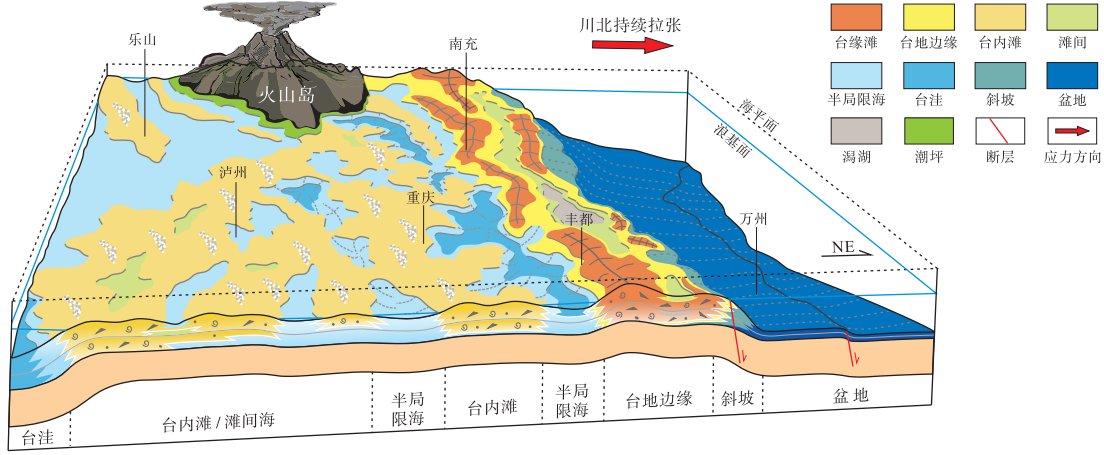 川北持续拉张
乐山
南充
火山岛
泸州
重庆
丰都
万州
海平面
浪基面
NE
台缘滩
台地边缘
台内滩
滩间
半局限海
台洼
斜坡
盆地
潟湖
潮坪
断层
应力方向
台洼
台内滩/滩间海
半局
限海
台内滩
半局
限海
台地边缘
斜坡
盆地